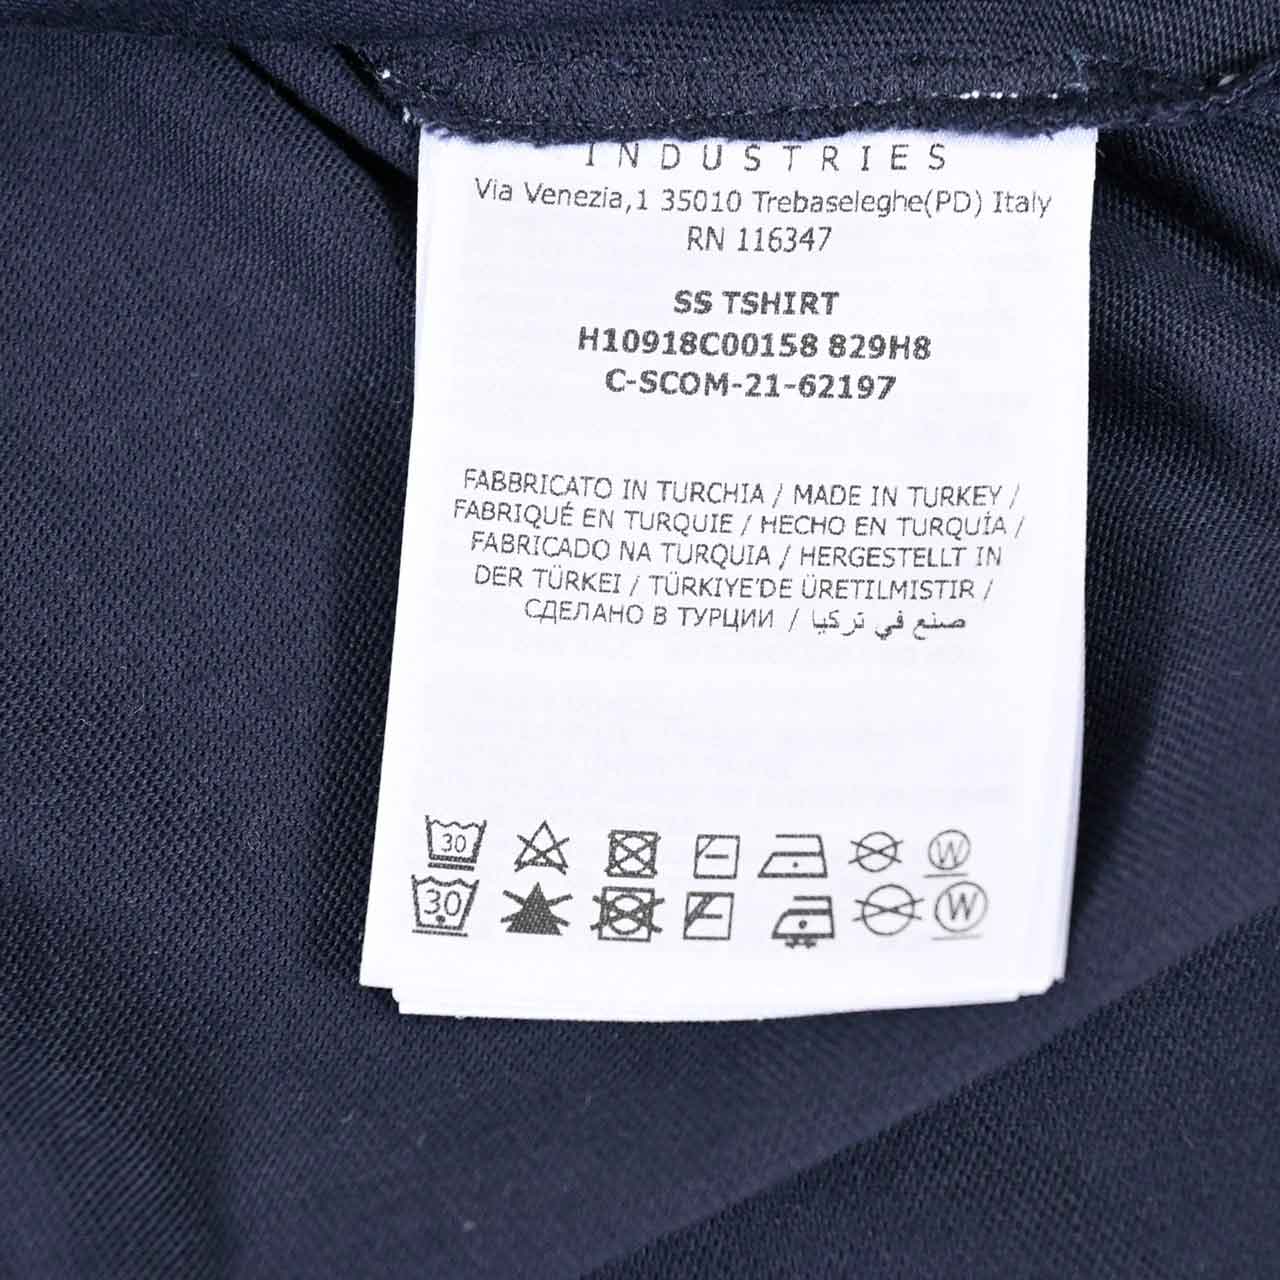 INDUSTRIES
Via Venezia,1 35010 Trebaseleghe(PD) Italy
RN 116347
SS TSHIRT
H10918C00158 829H8
C-SCOM-21-62197
FABBRICATO IN TURCHIA / MADE IN TURKEY /
FABRIQUÉ EN TURQUIE / HECHO EN TURQUÍA /
FABRICADO NA TURQUIA / HERGESTELLT IN
DER TÜRKEI / TÜRKIYE'DE ÜRETILMISTIR /
СДЕЛАНО В ТУРЦИИ / صنع في تركيا
30 W
30 W